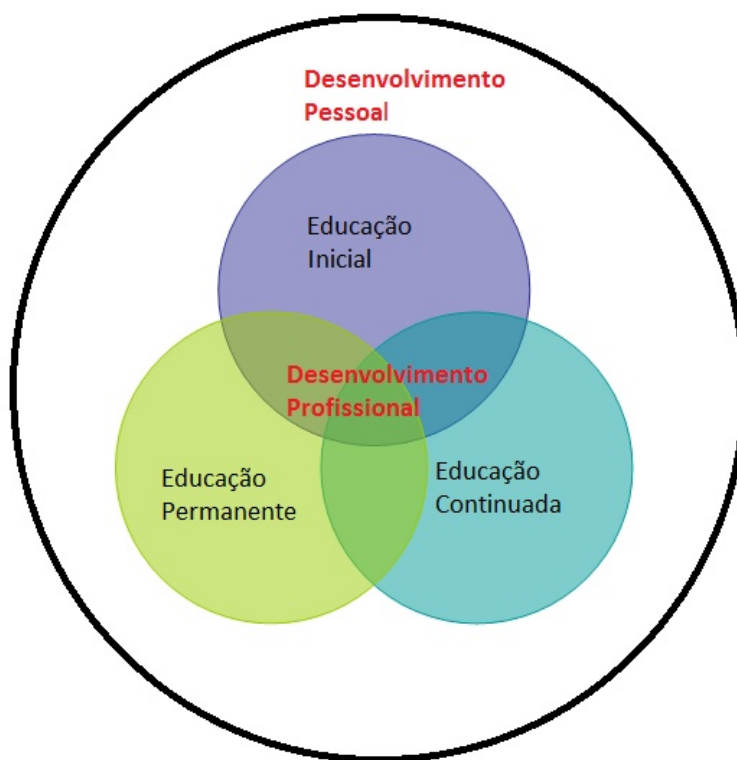 Desenvolvimento
Pessoal
Educação
Inicial
Desenvolvimento
Profissional
Educação
Permanente
Educação
Continuada